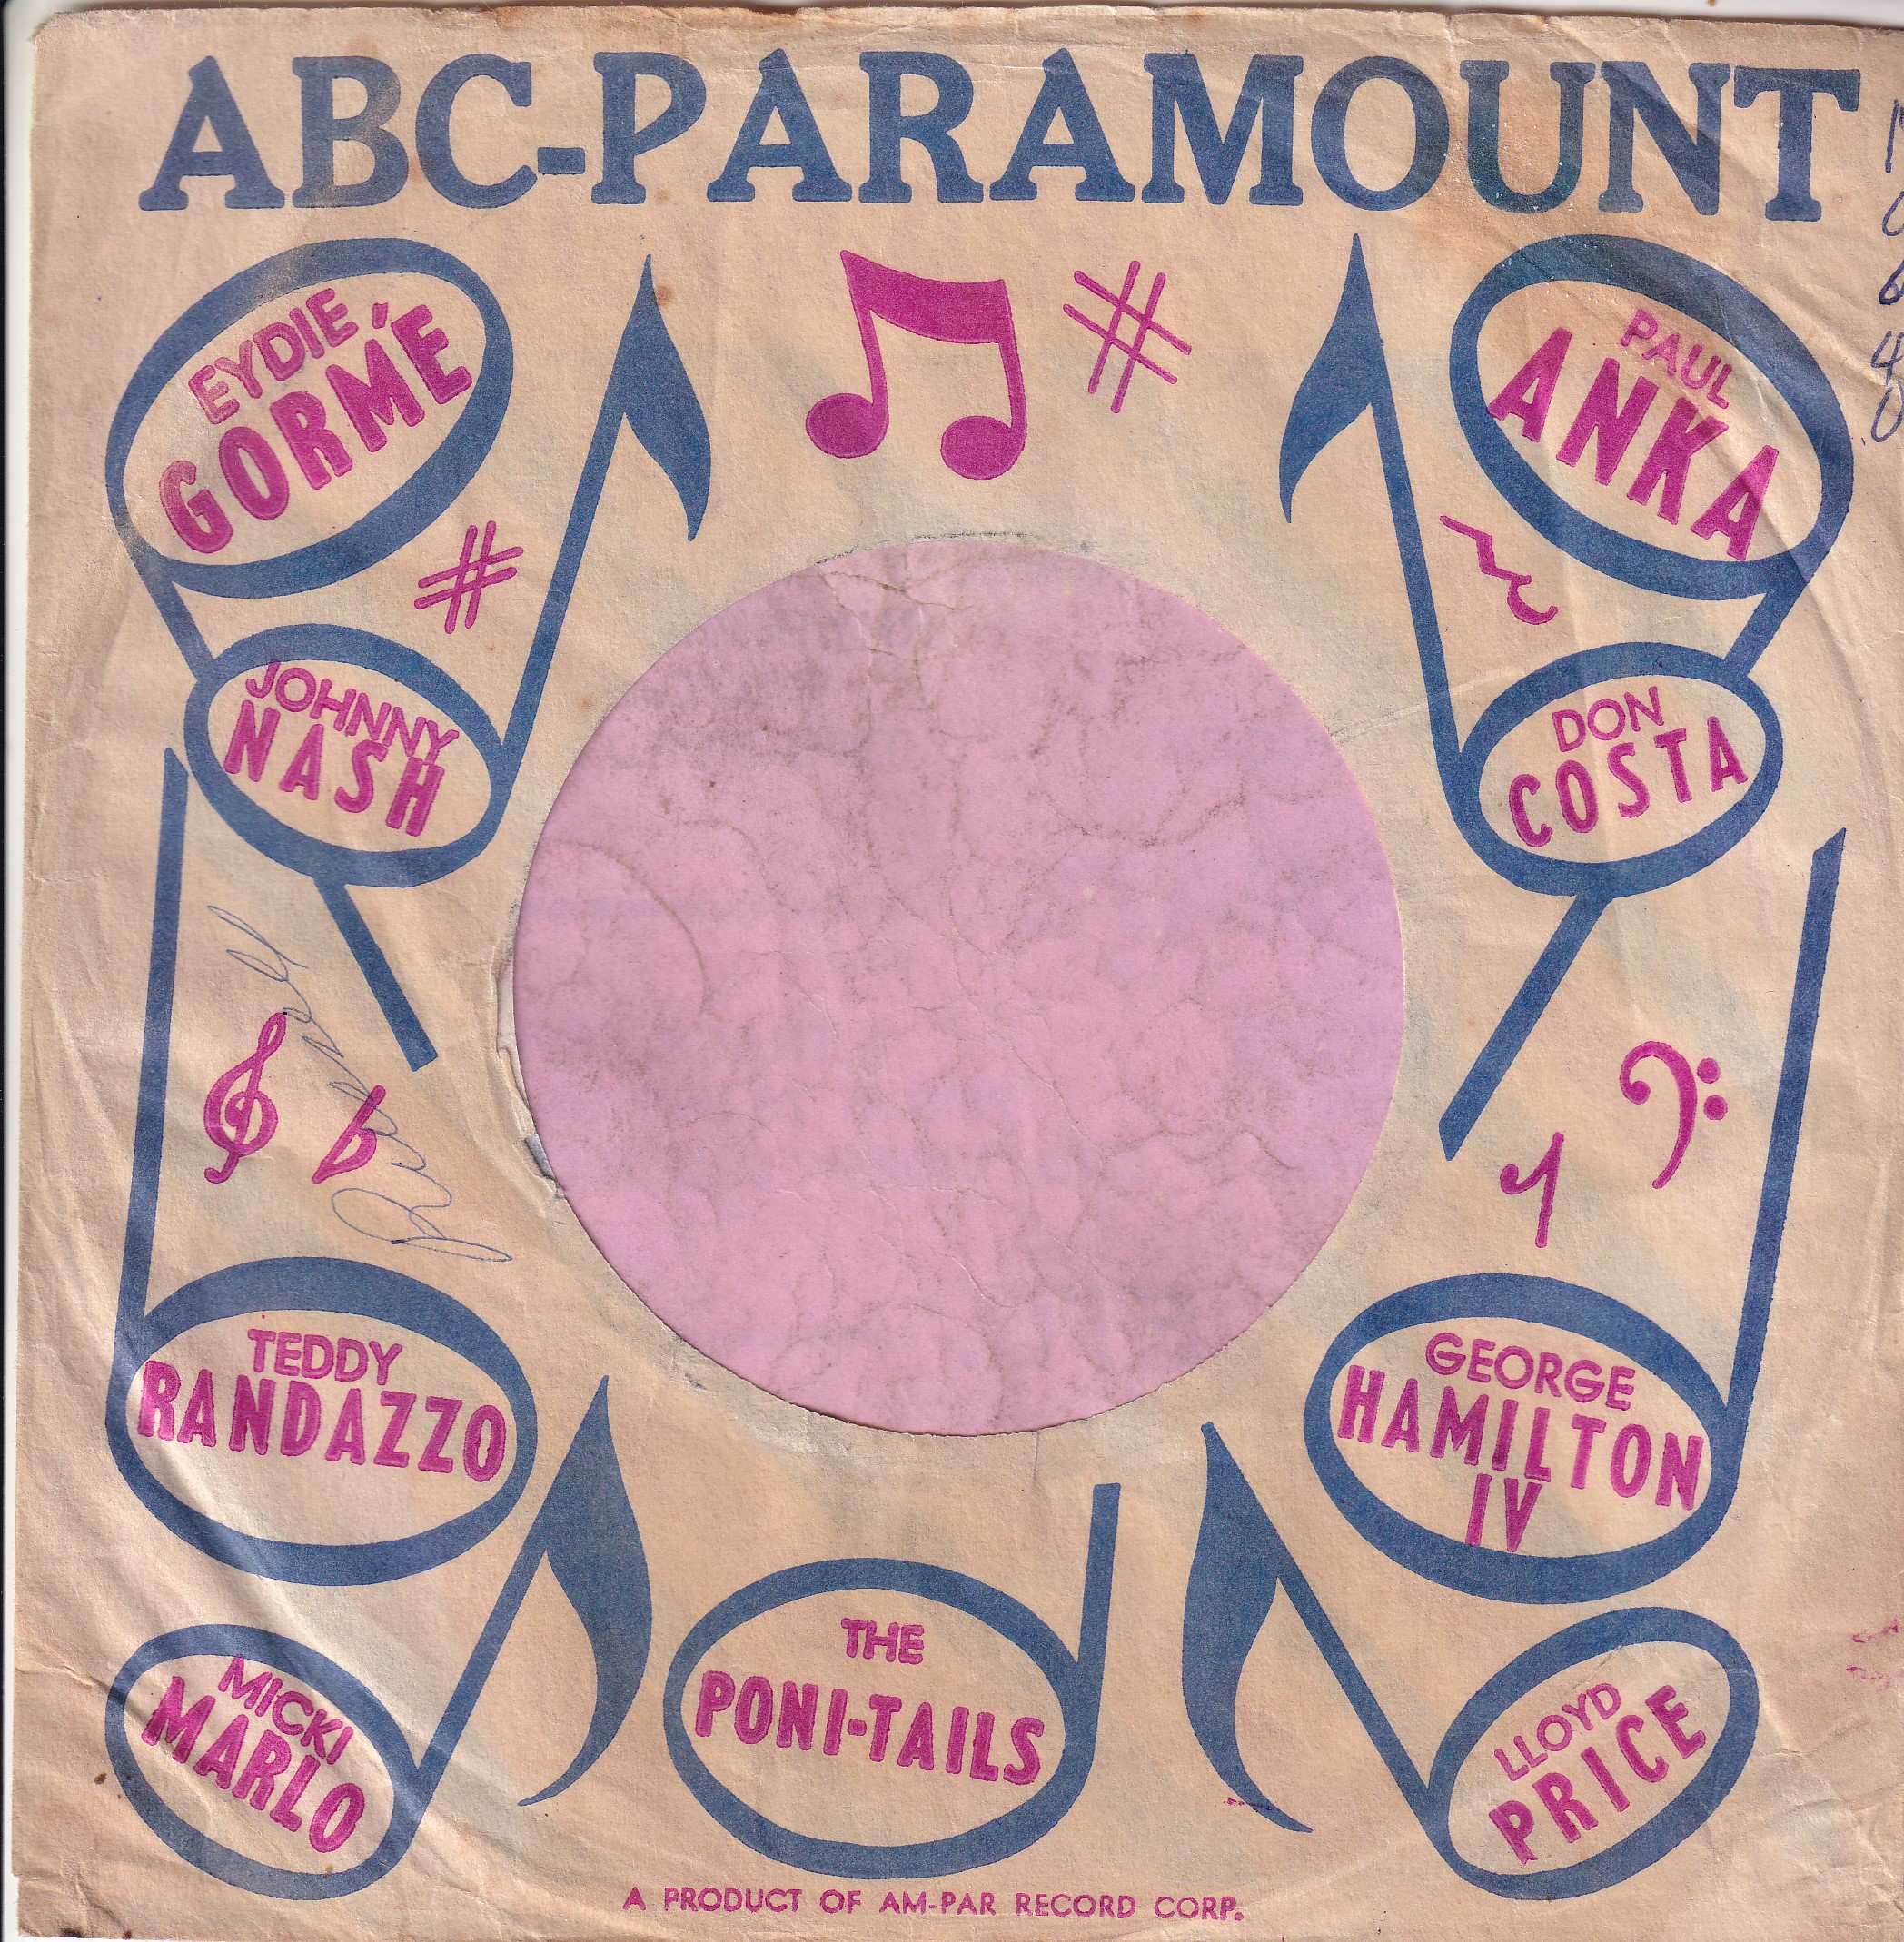 ABC-PARAMOUNT
EYDIE
GORMÉ
PAUL
ANKA
JOHNNY
NASH
DON
COSTA
TEDDY
RANDAZZO
GEORGE
HAMILTON
IV
MICKI
MARLO
THE
PONI-TAILS
LLOYD
PRICE
A PRODUCT OF AM-PAR RECORD CORP.